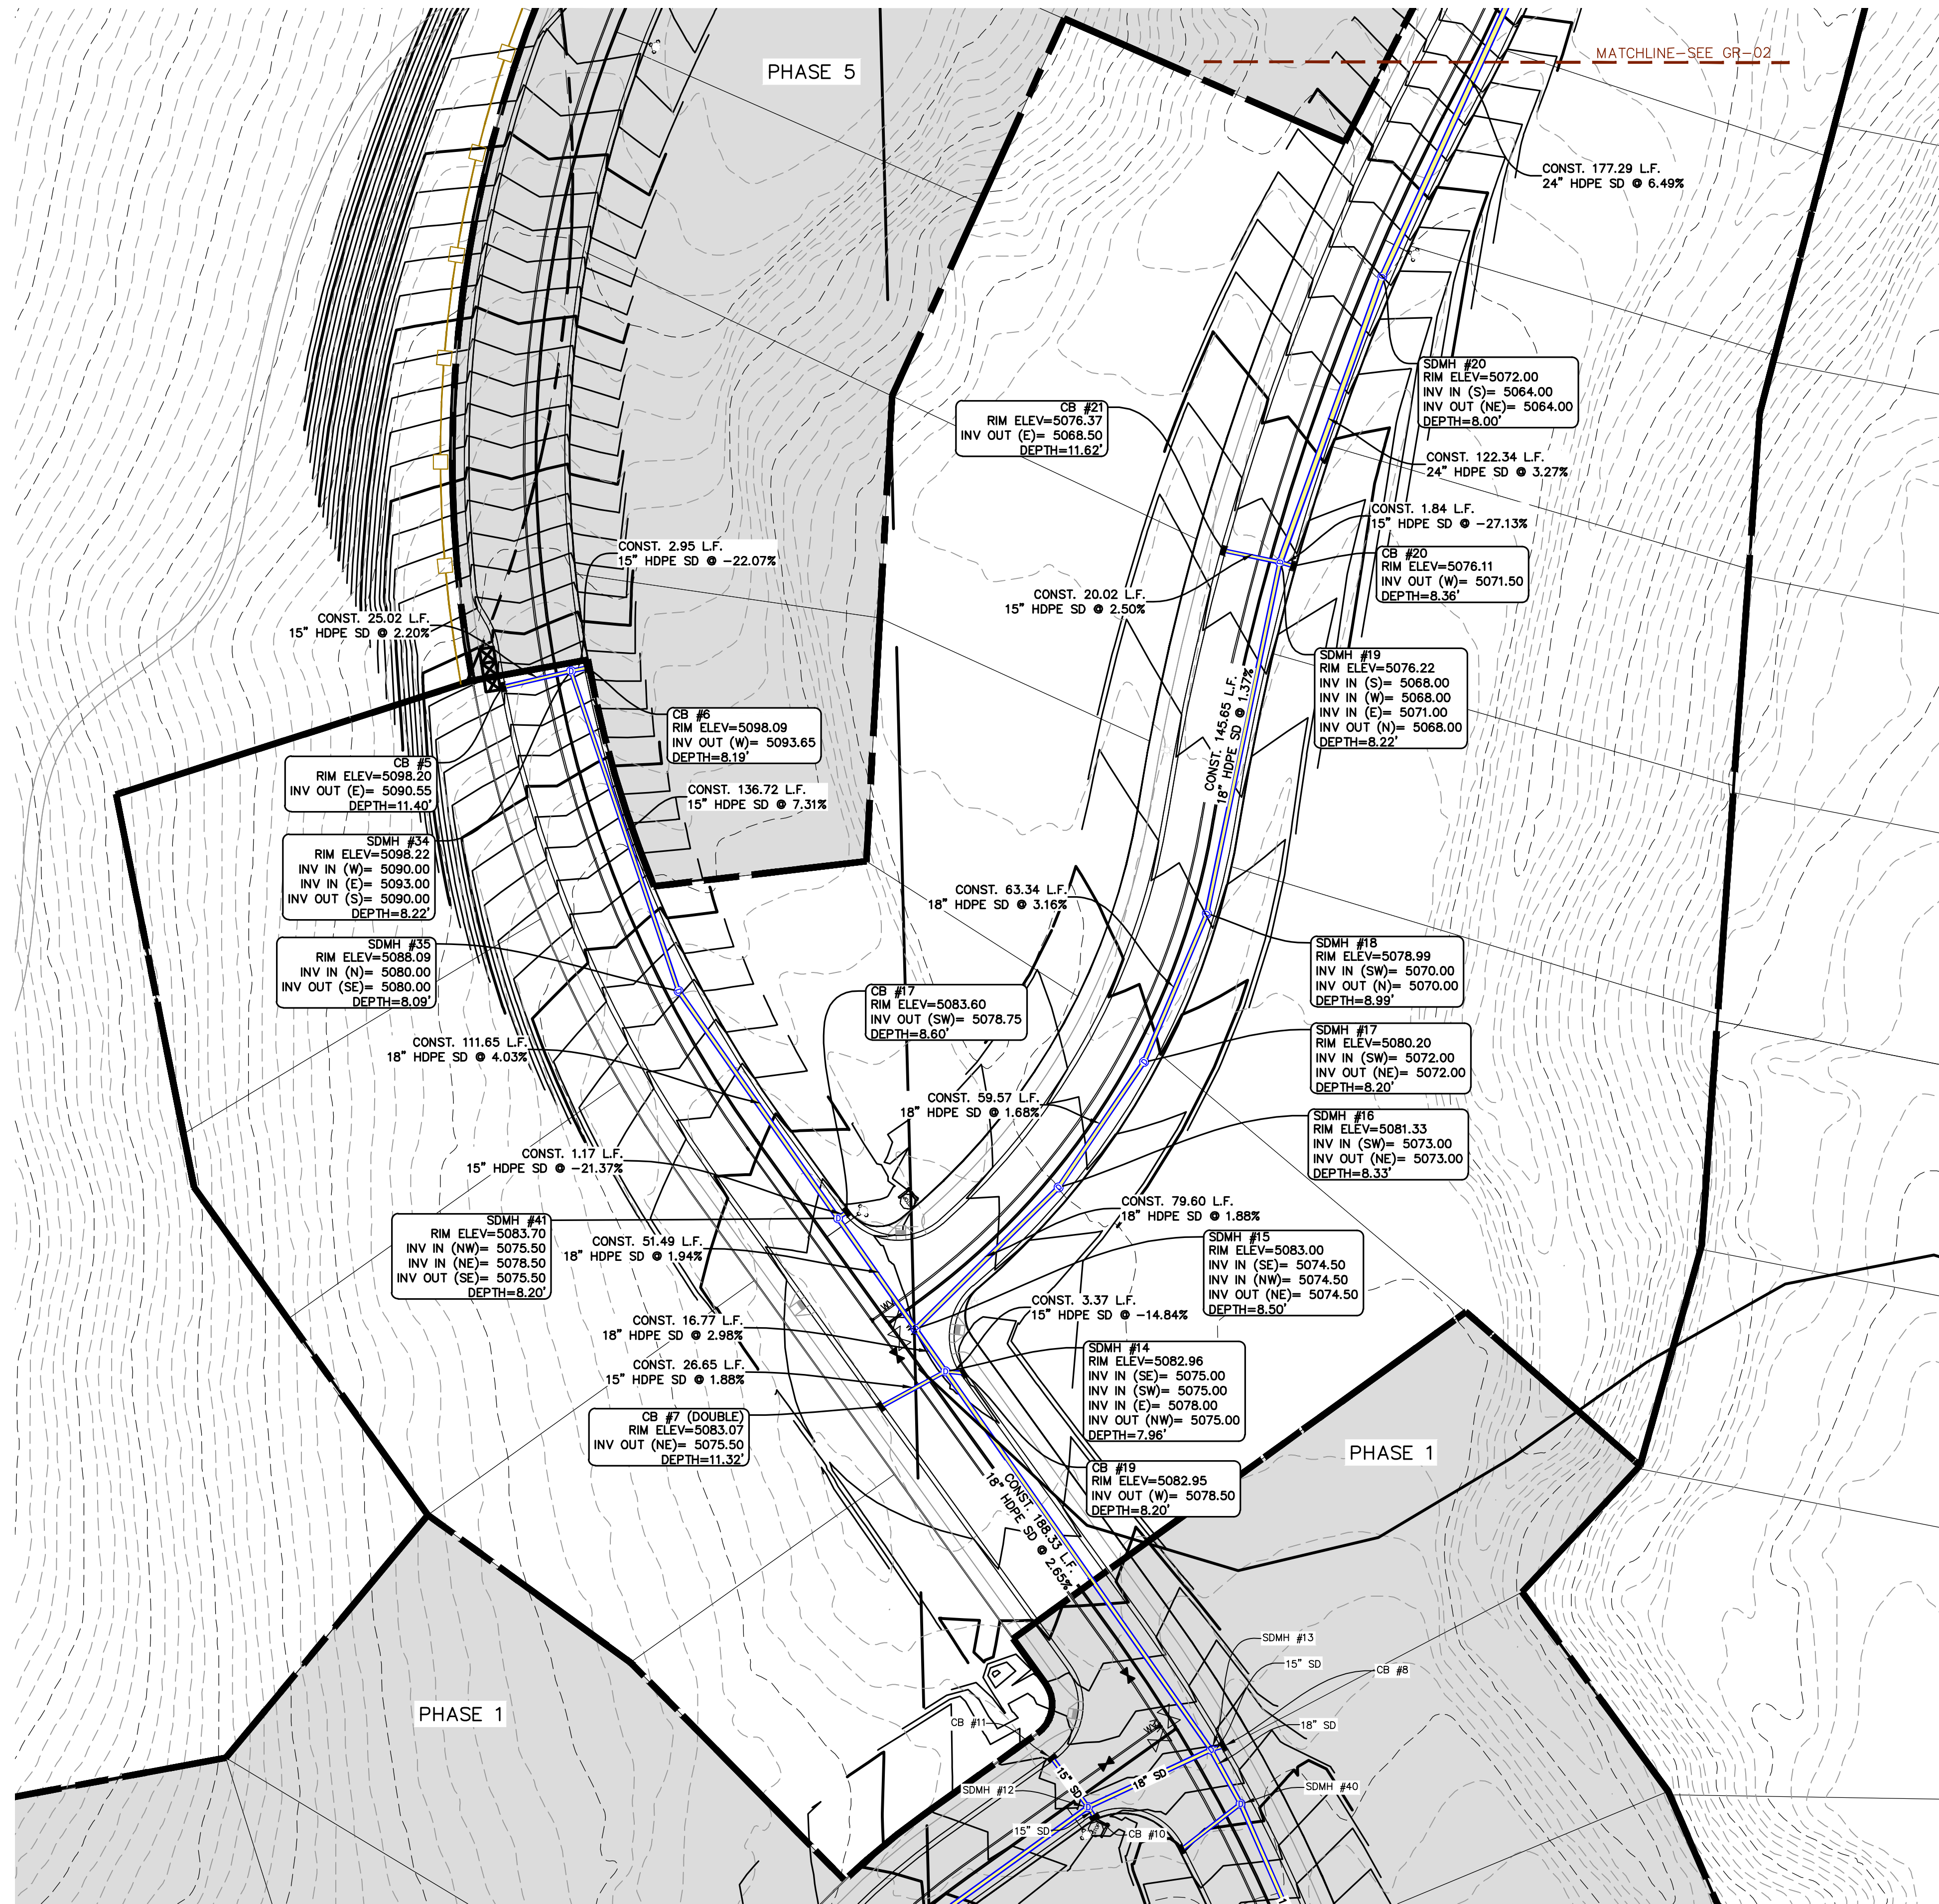 PHASE 5
MATCHLINE-SEE GR-02
CONST. 177.29 L.F.
24" HDPE SD @ 6.49%
SDMH #20
RIM ELEV=5072.00
INV IN (S)= 5064.00
INV OUT (NE)= 5064.00
DEPTH=8.00'
CB #21
RIM ELEV=5076.37
INV OUT (E)= 5068.50
DEPTH=11.62'
CONST. 122.34 L.F.
24" HDPE SD @ 3.27%
CONST. 1.84 L.F.
15" HDPE SD @ -27.13%
CB #20
RIM ELEV=5076.11
INV OUT (W)= 5071.50
DEPTH=8.36'
CONST. 2.95 L.F.
15" HDPE SD @ -22.07%
CONST. 20.02 L.F.
15" HDPE SD @ 2.50%
CONST. 25.02 L.F.
15" HDPE SD @ 2.20%
SDMH #19
RIM ELEV=5076.22
INV IN (S)= 5068.00
INV IN (W)= 5068.00
INV IN (E)= 5071.00
INV OUT (N)= 5068.00
DEPTH=8.22'
CONST. 145.65 L.F.
18" HDPE SD @ 1.37%
CB #6
RIM ELEV=5098.09
INV OUT (W)= 5093.65
DEPTH=8.19'
CB #5
RIM ELEV=5098.20
INV OUT (E)= 5090.55
DEPTH=11.40'
CONST. 136.72 L.F.
15" HDPE SD @ 7.31%
SDMH #34
RIM ELEV=5098.22
INV IN (W)= 5090.00
INV IN (E)= 5093.00
INV OUT (S)= 5090.00
DEPTH=8.22'
CONST. 63.34 L.F.
18" HDPE SD @ 3.16%
SDMH #35
RIM ELEV=5088.09
INV IN (N)= 5080.00
INV OUT (SE)= 5080.00
DEPTH=8.09'
SDMH #18
RIM ELEV=5078.99
INV IN (SW)= 5070.00
INV OUT (N)= 5070.00
DEPTH=8.99'
CB #17
RIM ELEV=5083.60
INV OUT (SW)= 5078.75
DEPTH=8.60'
SDMH #17
RIM ELEV=5080.20
INV IN (SW)= 5072.00
INV OUT (NE)= 5072.00
DEPTH=8.20'
CONST. 111.65 L.F.
18" HDPE SD @ 4.03%
CONST. 59.57 L.F.
18" HDPE SD @ 1.68%
SDMH #16
RIM ELEV=5081.33
INV IN (SW)= 5073.00
INV OUT (NE)= 5073.00
DEPTH=8.33'
CONST. 1.17 L.F.
15" HDPE SD @ -21.37%
CONST. 79.60 L.F.
18" HDPE SD @ 1.88%
SDMH #41
RIM ELEV=5083.70
INV IN (NW)= 5075.50
INV IN (NE)= 5078.50
INV OUT (SE)= 5075.50
DEPTH=8.20'
CONST. 51.49 L.F.
18" HDPE SD @ 1.94%
SDMH #15
RIM ELEV=5083.00
INV IN (SE)= 5074.50
INV IN (NW)= 5074.50
INV OUT (NE)= 5074.50
DEPTH=8.50'
CONST. 3.37 L.F.
15" HDPE SD @ -14.84%
WV
CONST. 16.77 L.F.
18" HDPE SD @ 2.98%
SDMH #14
RIM ELEV=5082.96
INV IN (SE)= 5075.00
INV IN (SW)= 5075.00
INV IN (E)= 5078.00
INV OUT (NW)= 5075.00
DEPTH=7.96'
CONST. 26.65 L.F.
15" HDPE SD @ 1.88%
CB #7 (DOUBLE)
RIM ELEV=5083.07
INV OUT (NE)= 5075.50
DEPTH=11.32'
PHASE 1
CB #19
RIM ELEV=5082.95
INV OUT (W)= 5078.50
DEPTH=8.20'
CONST. 188.33 L.F.
18" HDPE SD @ 2.65%
SDMH #13
15" SD
CB #8
PHASE 1
CB #11
WV
18" SD
15" SD
18" SD
SDMH #12
SDMH #40
15" SD
CB #10